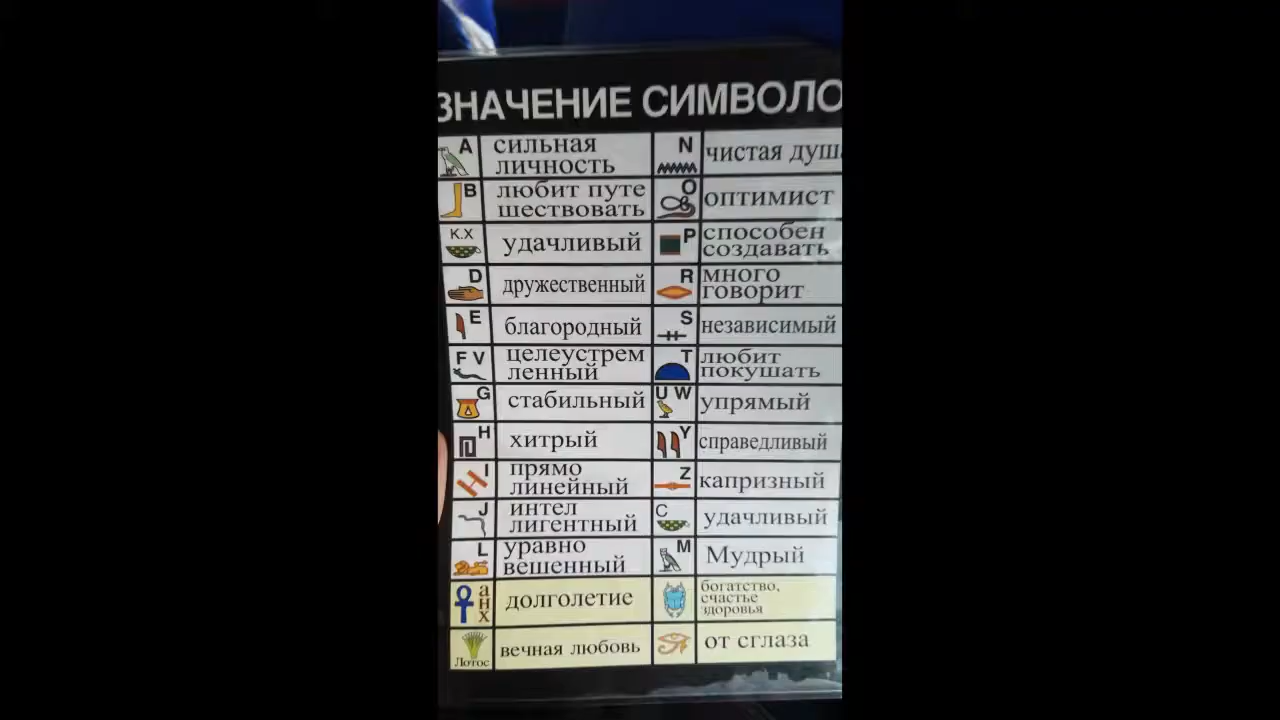 ЗНАЧЕНИЕ СИМВОЛО
A
сильная
личность
N
чистая душа
B
любит путе
шествовать
O
оптимист
K.X
удачливый
P
способен
создавать
D
дружественный
R
много
говорит
E
благородный
S
независимый
F V
целеустрем
ленный
T
любит
покушать
G
стабильный
U W
упрямый
H
хитрый
Y
справедливый
I
прямо
линейный
Z
капризный
J
интел
лигентный
C
удачливый
L
уравно
вешенный
M
Мудрый
анх
долголетие
богатство,
счастье
здоровья
Лотос
вечная любовь
от сглаза